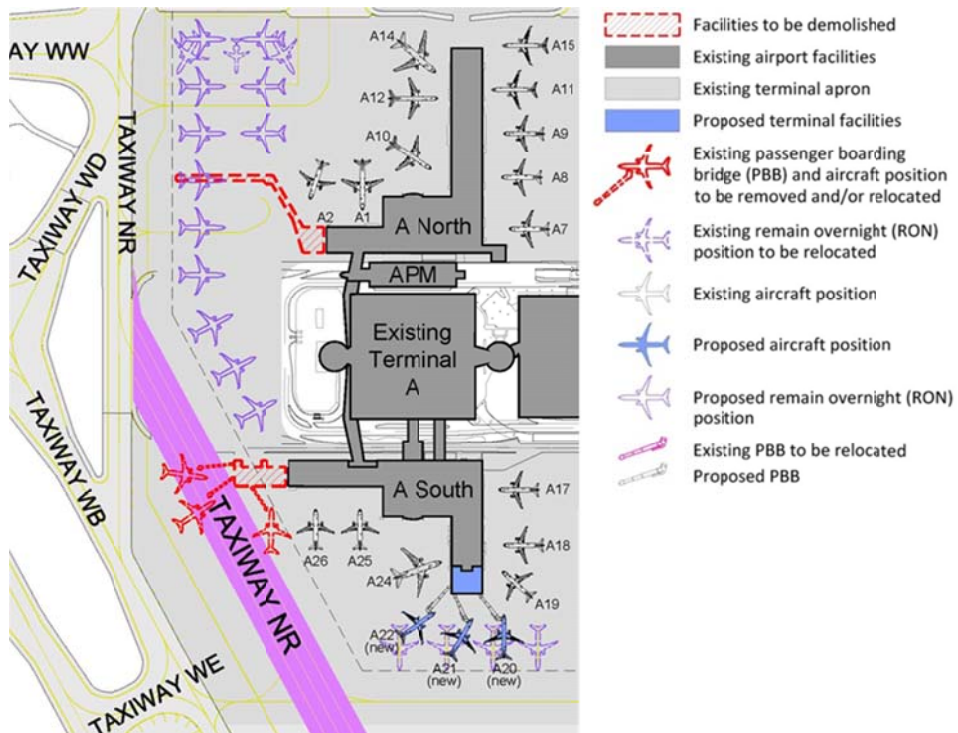 AY WW
TAXIWAY NR
TAXIWAY WD
TAXIWAY WB
TAXIWAY NR
TAXIWAY WE
A14
A15
A12
A11
A10
A9
A8
A2
A1
A7
A North
APM
Existing
Terminal
A
A South
A17
A26
A25
A18
A24
A19
A22
(new)
A21
(new)
A20
(new)
Facilities to be demolished
Existing airport facilities
Existing terminal apron
Proposed terminal facilities
Existing passenger boarding
bridge (PBB) and aircraft position
to be removed and/or relocated
Existing remain overnight (RON)
position to be relocated
Existing aircraft position
Proposed aircraft position
Proposed remain overnight (RON)
position
Existing PBB to be relocated
Proposed PBB